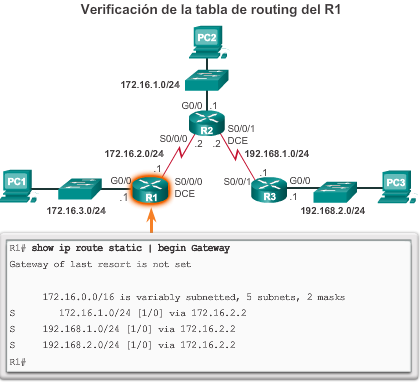 Verificación de la tabla de routing del R1
PC2
172.16.1.0/24
G0/0 .1
R2
S0/0/0 .2 .2 S0/0/1
DCE
172.16.2.0/24
192.168.1.0/24
PC1
G0/0
.1
.1
R1
S0/0/0
DCE
172.16.3.0/24
S0/0/1
.1
R3
G0/0
.1
192.168.2.0/24
PC3
R1# show ip route static | begin Gateway
Gateway of last resort is not set
172.16.0.0/16 is variably subnetted, 5 subnets, 2 masks
S 172.16.1.0/24 [1/0] via 172.16.2.2
S 192.168.1.0/24 [1/0] via 172.16.2.2
S 192.168.2.0/24 [1/0] via 172.16.2.2
R1#